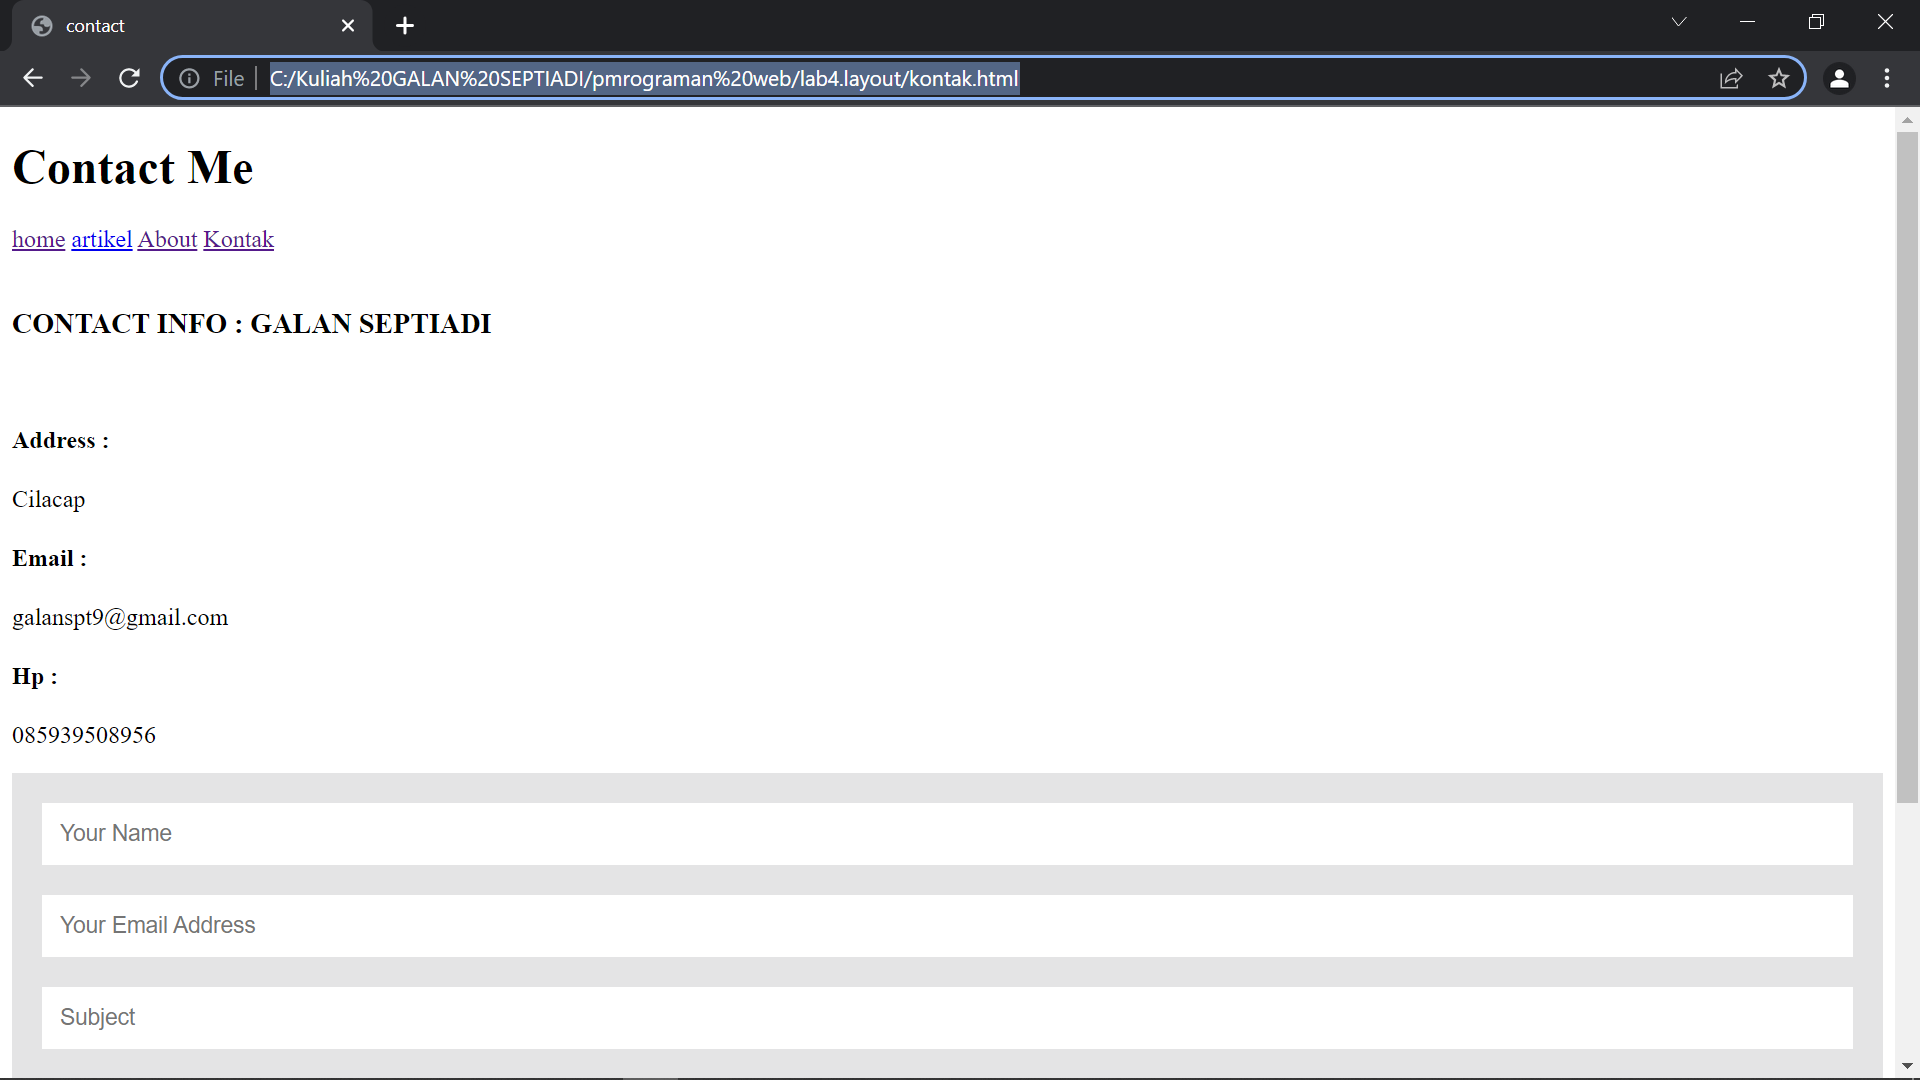 contact
File
C:/Kuliah%20GALAN%20SEPTIADI/pmrograman%20web/lab4.layout/kontak.html
Contact Me
home artikel About Kontak
CONTACT INFO : GALAN SEPTIADI
Address :
Cilacap
Email :
galanspt9@gmail.com
Hp :
085939508956
Your Name
Your Email Address
Subject